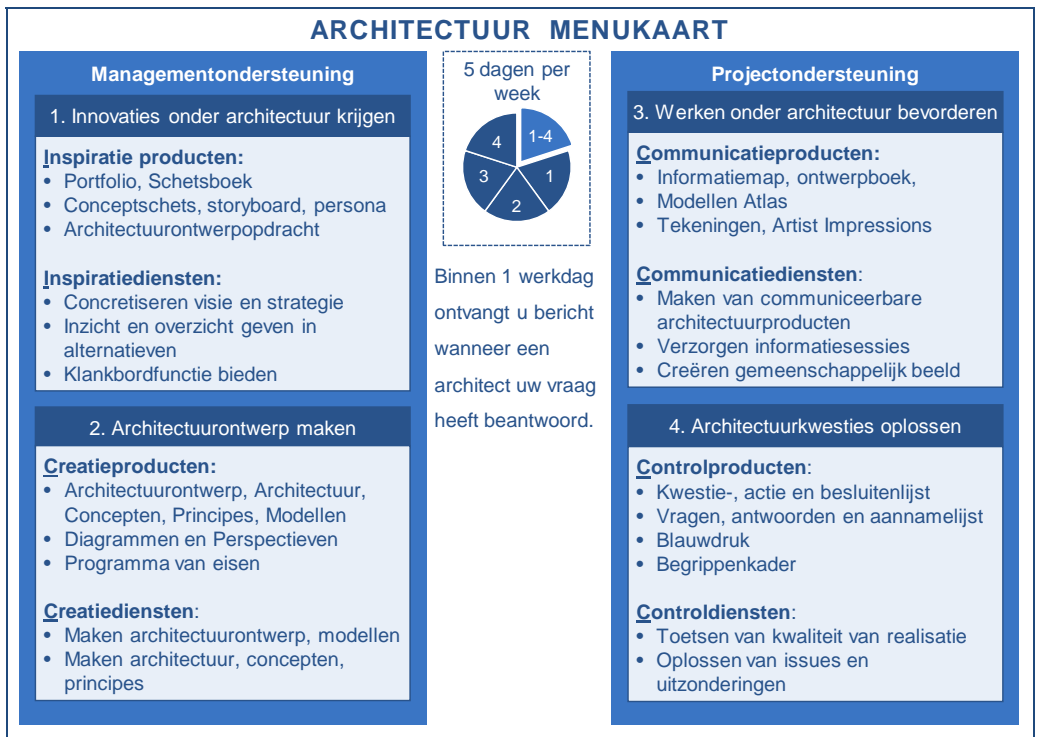 ARCHITECTUUR MENUKAART
Managementondersteuning
1. Innovaties onder architectuur krijgen
Inspiratie producten:
• Portfolio, Schetsboek
• Conceptschets, storyboard, persona
• Architectuurontwerpopdracht
Inspiratiediensten:
• Concretiseren visie en strategie
• Inzicht en overzicht geven in
alternatieven
• Klankbordfunctie bieden
2. Architectuurontwerp maken
Creatieproducten:
• Architectuurontwerp, Architectuur,
Concepten, Principes, Modellen
• Diagrammen en Perspectieven
• Programma van eisen
Creatiediensten:
• Maken architectuurontwerp, modellen
• Maken architectuur, concepten,
principes
5 dagen per
week
1-4
1
2
3
4
Binnen 1 werkdag
ontvangt u bericht
wanneer een
architect uw vraag
heeft beantwoord.
Projectondersteuning
3. Werken onder architectuur bevorderen
Communicatieproducten:
• Informatiemap, ontwerpboek,
• Modellen Atlas
• Tekeningen, Artist Impressions
Communicatiediensten:
• Maken van communiceerbare
architectuurproducten
• Verzorgen informatiesessies
• Creëren gemeenschappelijk beeld
4. Architectuurkwesties oplossen
Controlproducten:
• Kwestie-, actie en besluitenlijst
• Vragen, antwoorden en aannamelijst
• Blauwdruk
• Begrippenkader
Controldiensten:
• Toetsen van kwaliteit van realisatie
• Oplossen van issues en
uitzonderingen